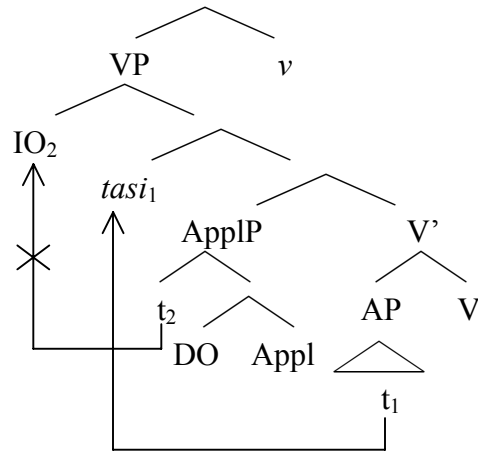 VP v
IO2
tasi1
ApplP V’
t2 AP V
DO Appl
t1